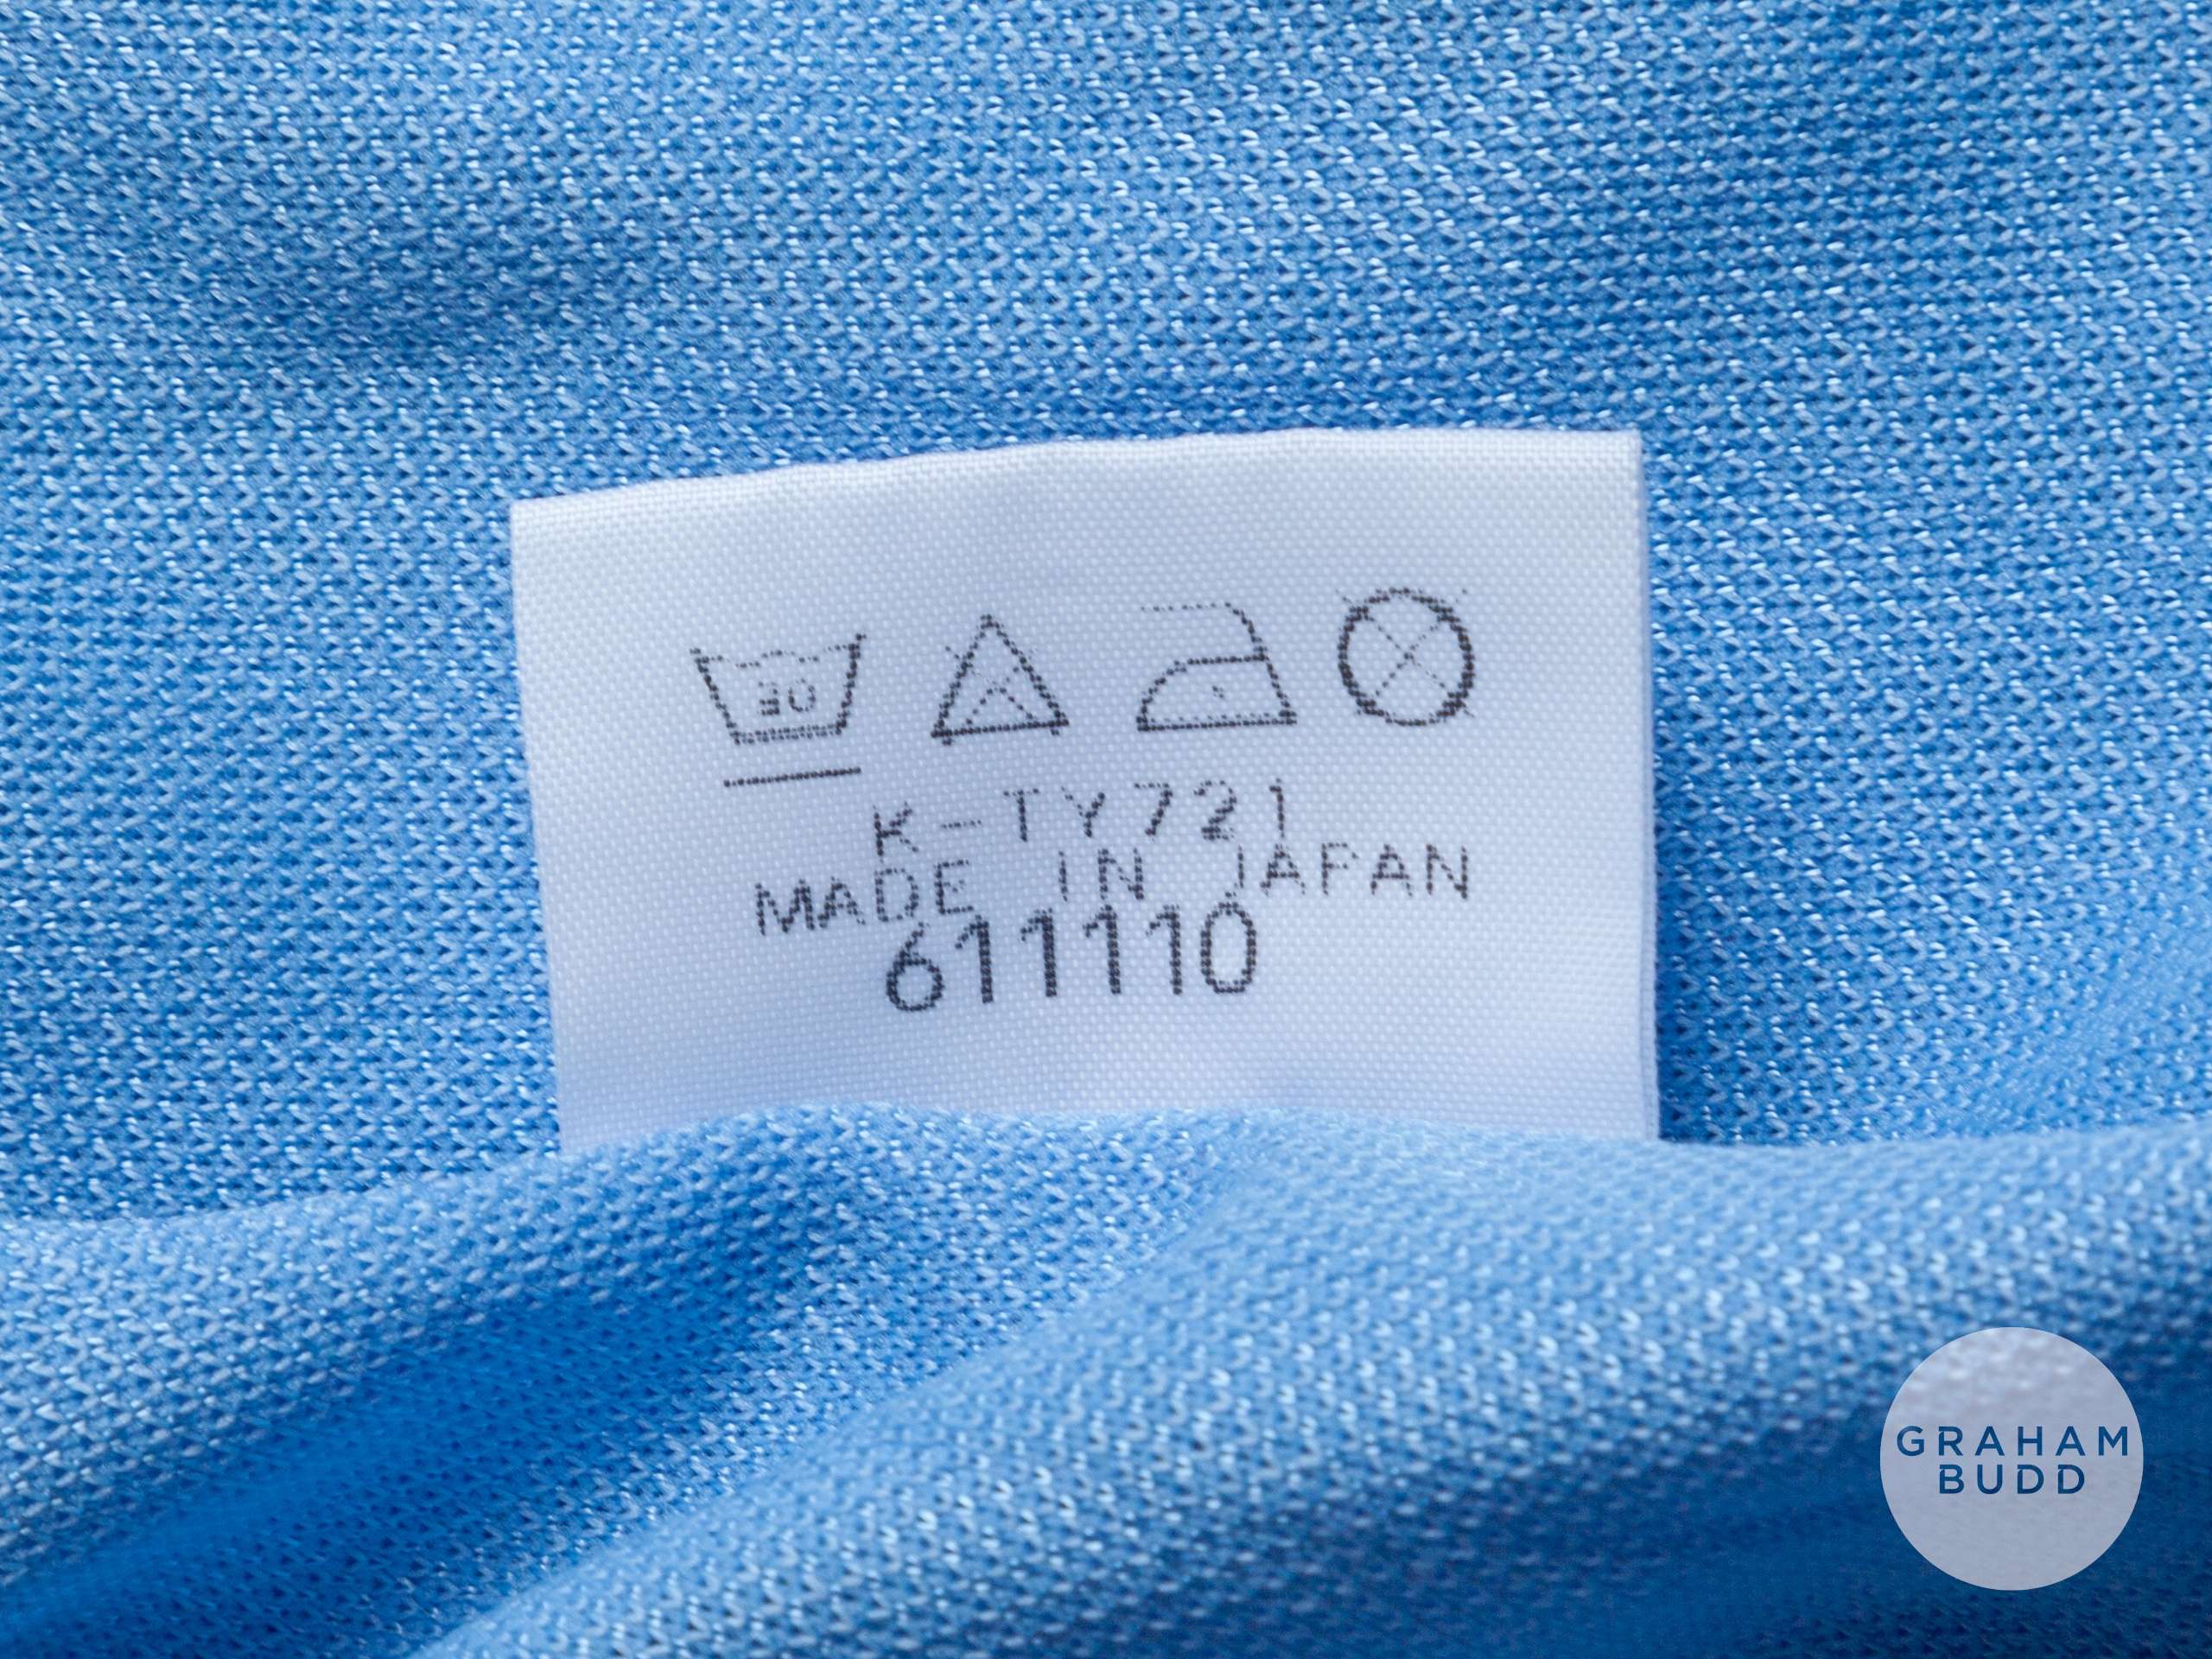 30
K-TY721
MADE IN JAPAN
611110
GRAHAM
BUDD